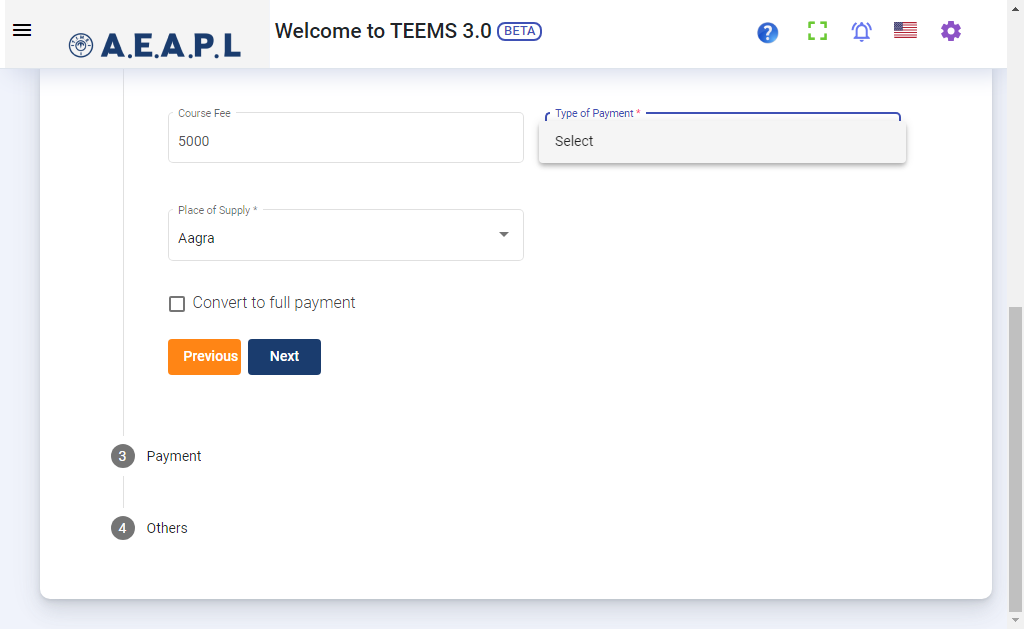 A.E.A.P.L
Welcome to TEEMS 3.0 BETA
?
Course Fee
5000
Type of Payment *
Select
Place of Supply *
Aagra
Convert to full payment
Previous
Next
3 Payment
4 Others